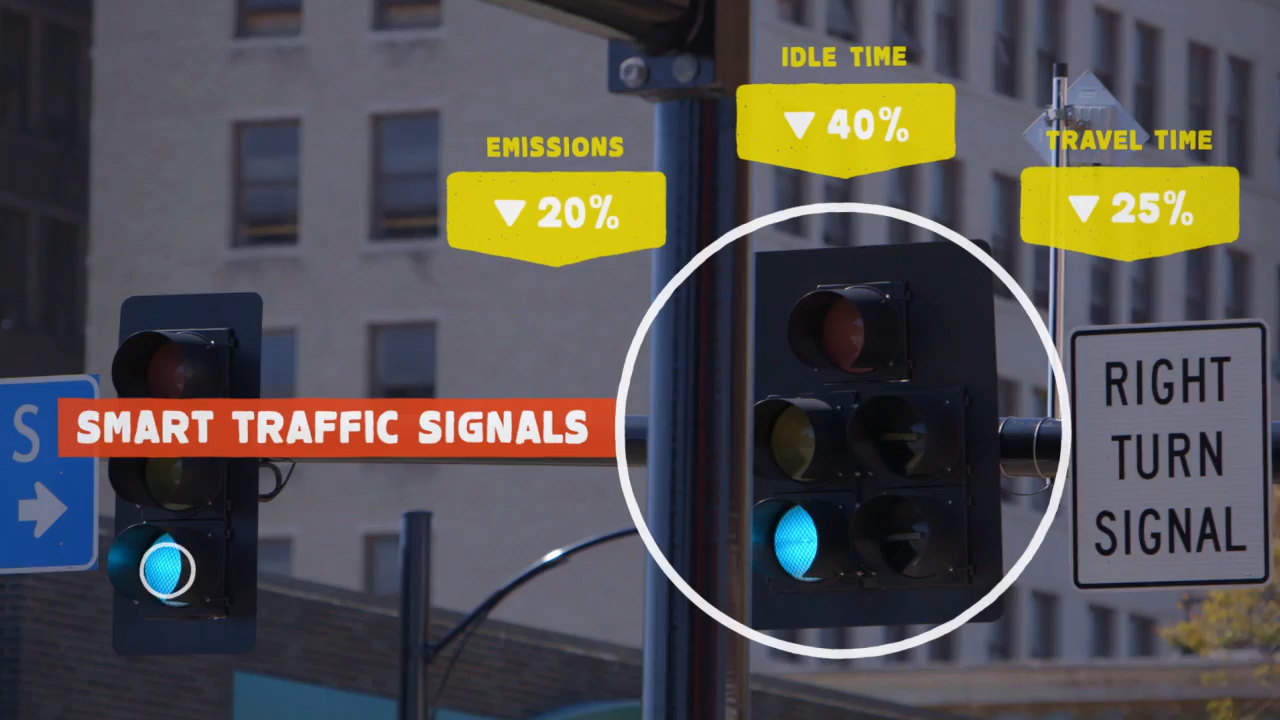 IDLE TIME
▼ 40%
EMISSIONS
▼ 20%
TRAVEL TIME
▼ 25%
SMART TRAFFIC SIGNALS
S
RIGHT
TURN
SIGNAL